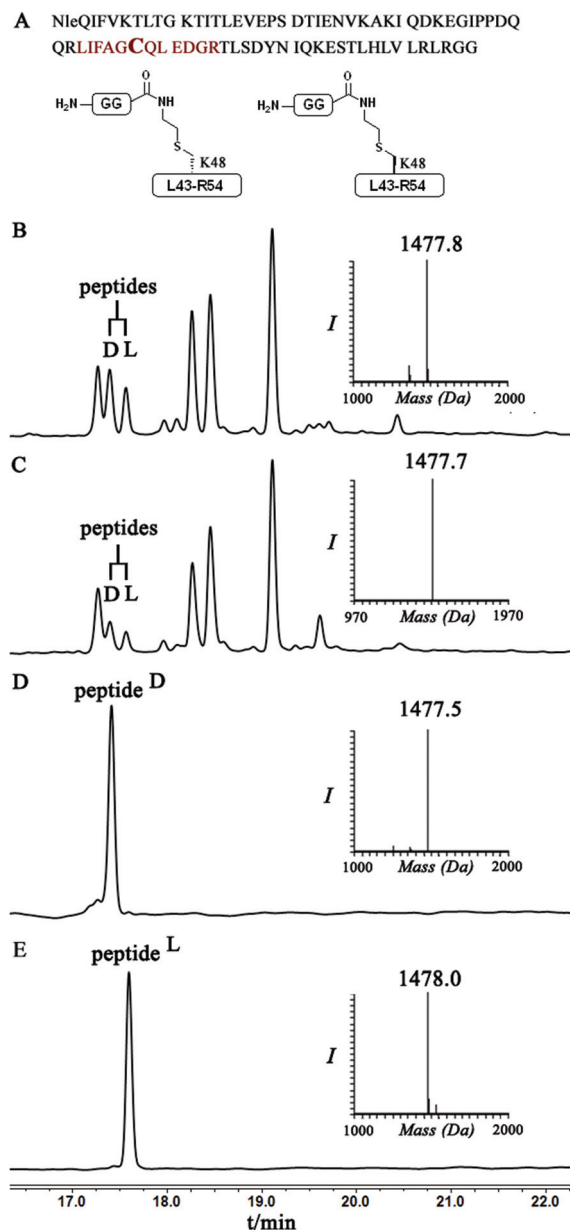 A NleQIFVKTLTG KTITLEVEPS DTIENVKAKI QDKEGIPPDQ
QRLIFAGCQL EDGRTLSDYN IQKESTLHLV LRLRGG
H₂N GG O NH S K48 L43-R54
H₂N GG O NH S K48 L43-R54
B
peptides
D L
1477.8
I
1000 Mass (Da) 2000
C
peptides
D L
1477.7
I
970 Mass (Da) 1970
D
peptide D
1477.5
I
1000 Mass (Da) 2000
E
peptide L
1478.0
I
1000 Mass (Da) 2000
17.0 18.0 19.0 20.0 21.0 22.0
t/min